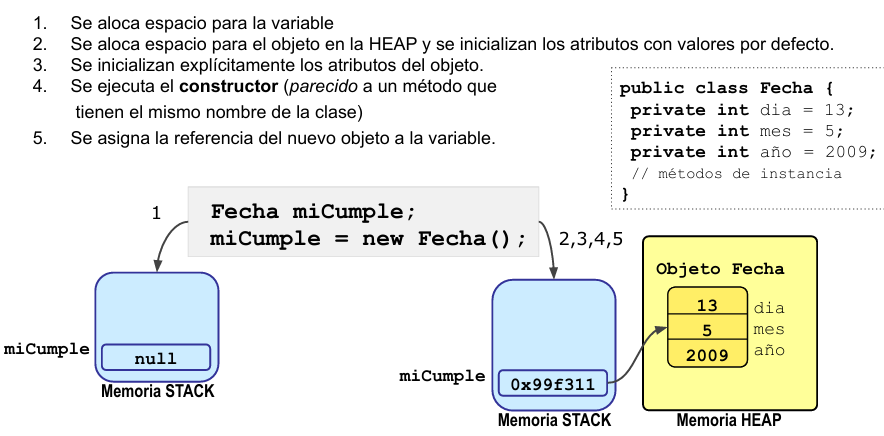 1. Se aloca espacio para la variable
2. Se aloca espacio para el objeto en la HEAP y se inicializan los atributos con valores por defecto.
3. Se inicializan explícitamente los atributos del objeto.
4. Se ejecuta el constructor (parecido a un método que
tienen el mismo nombre de la clase)
5. Se asigna la referencia del nuevo objeto a la variable.
public class Fecha {
private int dia = 13;
private int mes = 5;
private int año = 2009;
// métodos de instancia
}
1
Fecha miCumple;
miCumple = new Fecha();
2,3,4,5
miCumple
null
Memoria STACK
miCumple
0x99f311
Memoria STACK
Objeto Fecha
13 dia
5 mes
2009 año
Memoria HEAP